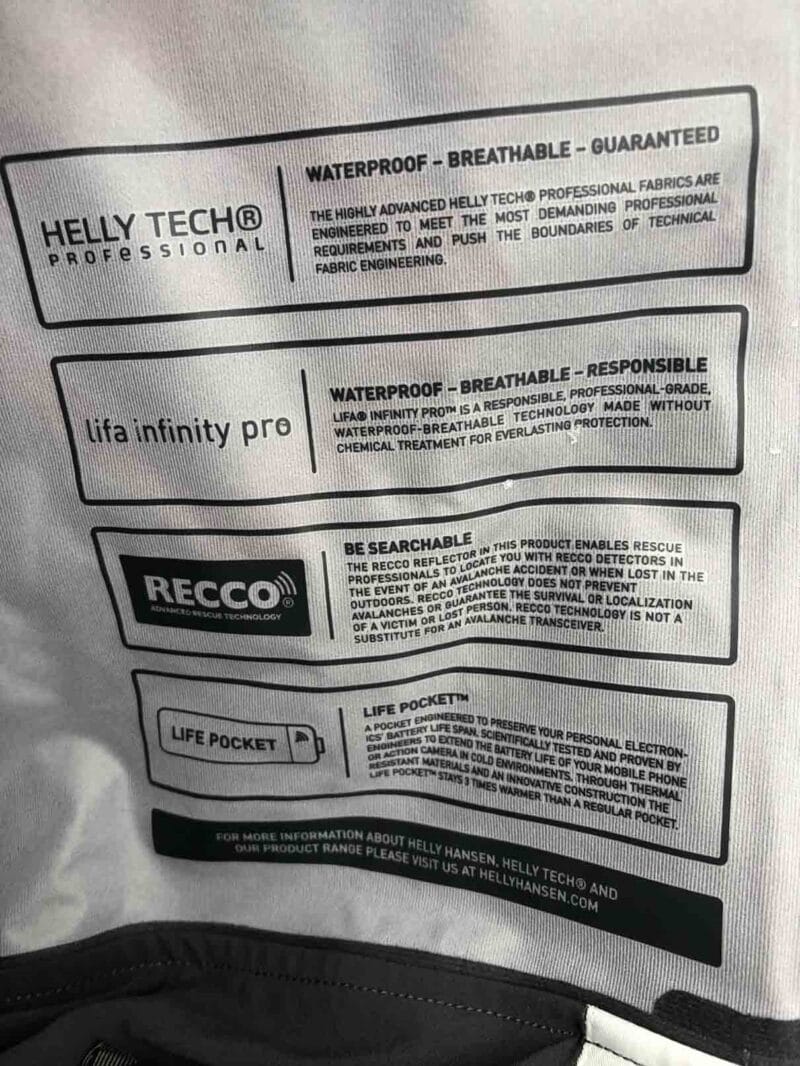 HELLY TECH®
PROFESSIONAL
WATERPROOF – BREATHABLE – GUARANTEED
THE HIGHLY ADVANCED HELLY TECH® PROFESSIONAL FABRICS ARE
ENGINEERED TO MEET THE MOST DEMANDING PROFESSIONAL
REQUIREMENTS AND PUSH THE BOUNDARIES OF TECHNICAL
FABRIC ENGINEERING.
lifa infinity pro
WATERPROOF – BREATHABLE – RESPONSIBLE
LIFA® INFINITY PRO™ IS A RESPONSIBLE, PROFESSIONAL-GRADE,
WATERPROOF-BREATHABLE TECHNOLOGY MADE WITHOUT
CHEMICAL TREATMENT FOR EVERLASTING PROTECTION.
RECCO®
ADVANCED RESCUE TECHNOLOGY
BE SEARCHABLE
THE RECCO REFLECTOR IN THIS PRODUCT ENABLES RESCUE
PROFESSIONALS TO LOCATE YOU WITH RECCO DETECTORS IN
THE EVENT OF AN AVALANCHE ACCIDENT OR WHEN LOST IN THE
OUTDOORS. RECCO TECHNOLOGY DOES NOT PREVENT
AVALANCHES OR GUARANTEE THE SURVIVAL OR LOCALIZATION
OF A VICTIM OR LOST PERSON. RECCO TECHNOLOGY IS NOT A
SUBSTITUTE FOR AN AVALANCHE TRANSCEIVER.
LIFE POCKET
LIFE POCKET™
A POCKET ENGINEERED TO PRESERVE YOUR PERSONAL ELECTRON-
ICS' BATTERY LIFE SPAN. SCIENTIFICALLY TESTED AND PROVEN BY
ENGINEERS TO EXTEND THE BATTERY LIFE OF YOUR MOBILE PHONE
OR ACTION CAMERA IN COLD ENVIRONMENTS. THROUGH THERMAL
RESISTANT MATERIALS AND AN INNOVATIVE CONSTRUCTION THE
LIFE POCKET™ STAYS 3 TIMES WARMER THAN A REGULAR POCKET.
FOR MORE INFORMATION ABOUT HELLY HANSEN, HELLY TECH® AND
OUR PRODUCT RANGE PLEASE VISIT US AT HELLYHANSEN.COM